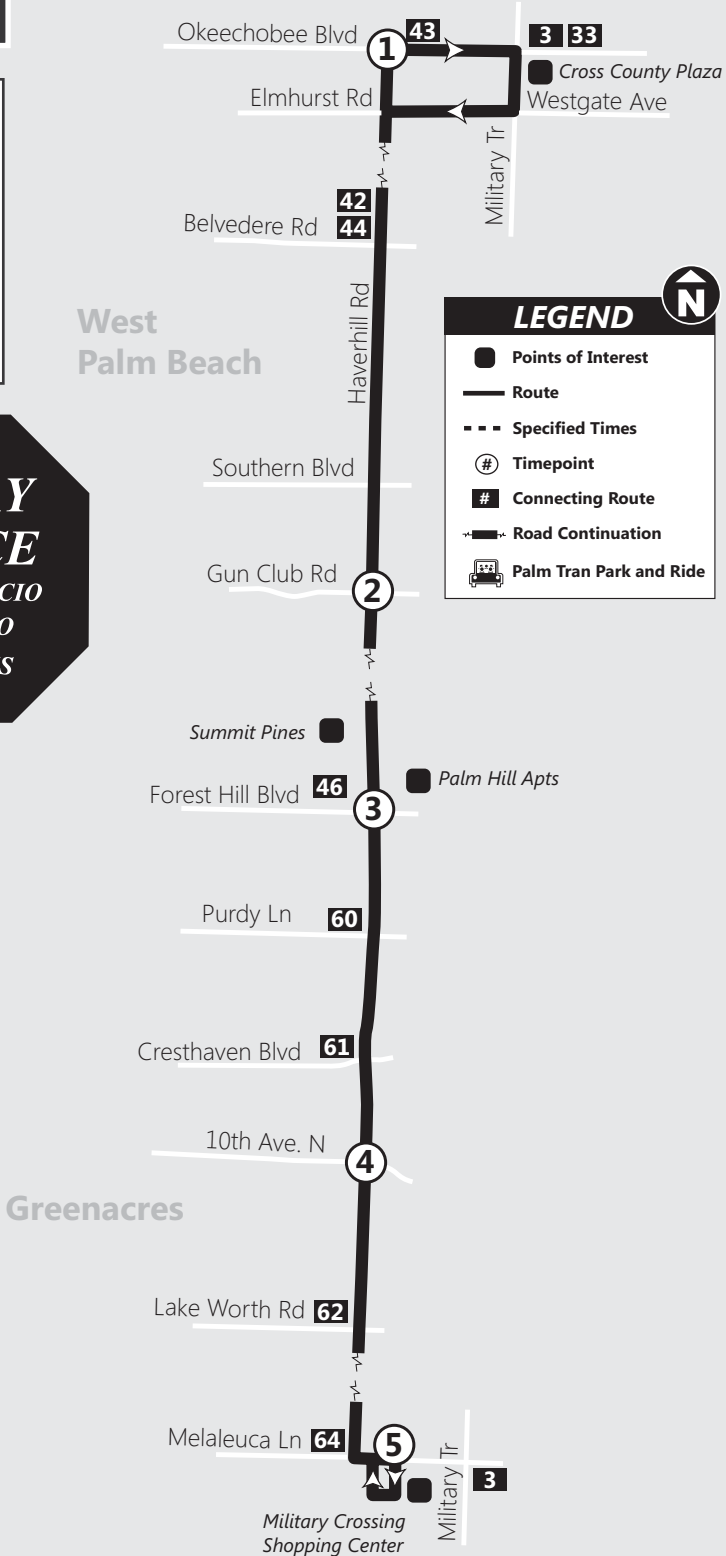 Okeechobee Blvd
1
43
3 33
Cross County Plaza
Elmhurst Rd
Westgate Ave
Military Tr
42
Belvedere Rd 44
Haverhill Rd
West
Palm Beach
N
LEGEND
Points of Interest
Route
Specified Times
# Timepoint
# Connecting Route
Road Continuation
Palm Tran Park and Ride
Southern Blvd
Gun Club Rd
2
Summit Pines
Palm Hill Apts
Forest Hill Blvd 46
3
Purdy Ln 60
Cresthaven Blvd 61
10th Ave. N
4
Greenacres
Lake Worth Rd 62
Melaleuca Ln 64
5
Military Tr
3
Military Crossing
Shopping Center